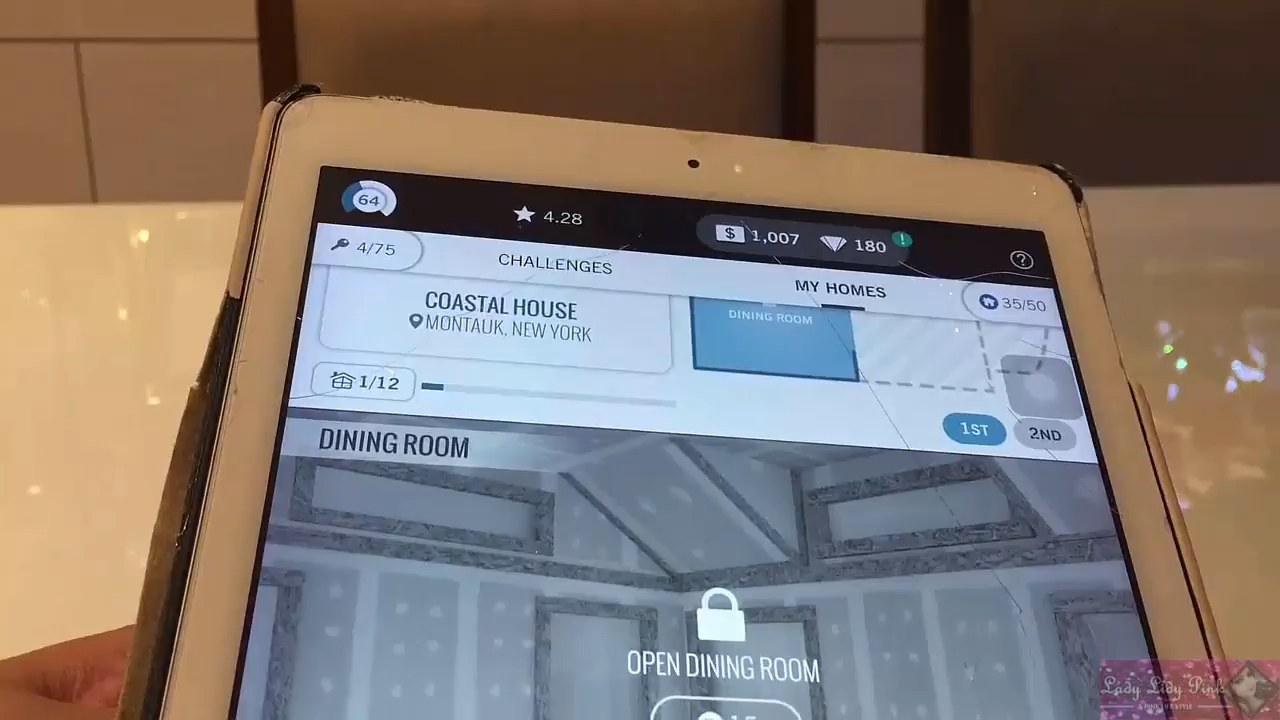 64
4.28
$ 1,007
180 !
?
4/75
CHALLENGES
MY HOMES
35/50
COASTAL HOUSE
MONTAUK, NEW YORK
DINING ROOM
1/12
1ST
2ND
DINING ROOM
OPEN DINING ROOM
Lady Lidy Pink